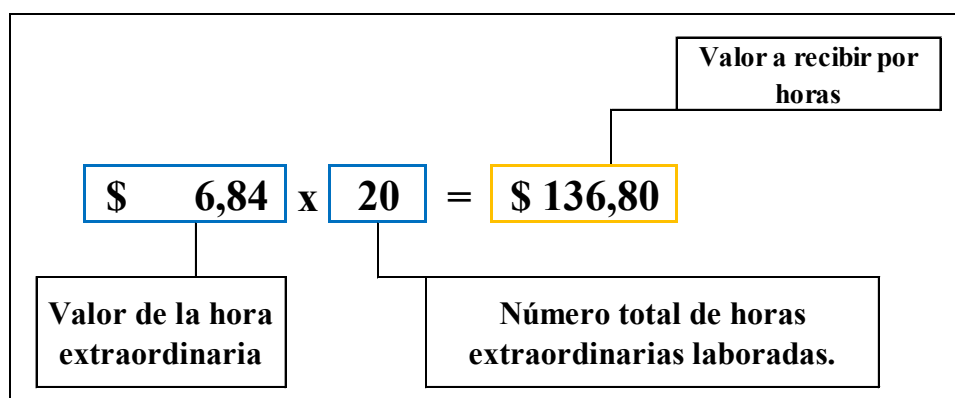 Valor a recibir por
horas
$ 6,84 x 20 = $ 136,80
Valor de la hora
extraordinaria
Número total de horas
extraordinarias laboradas.